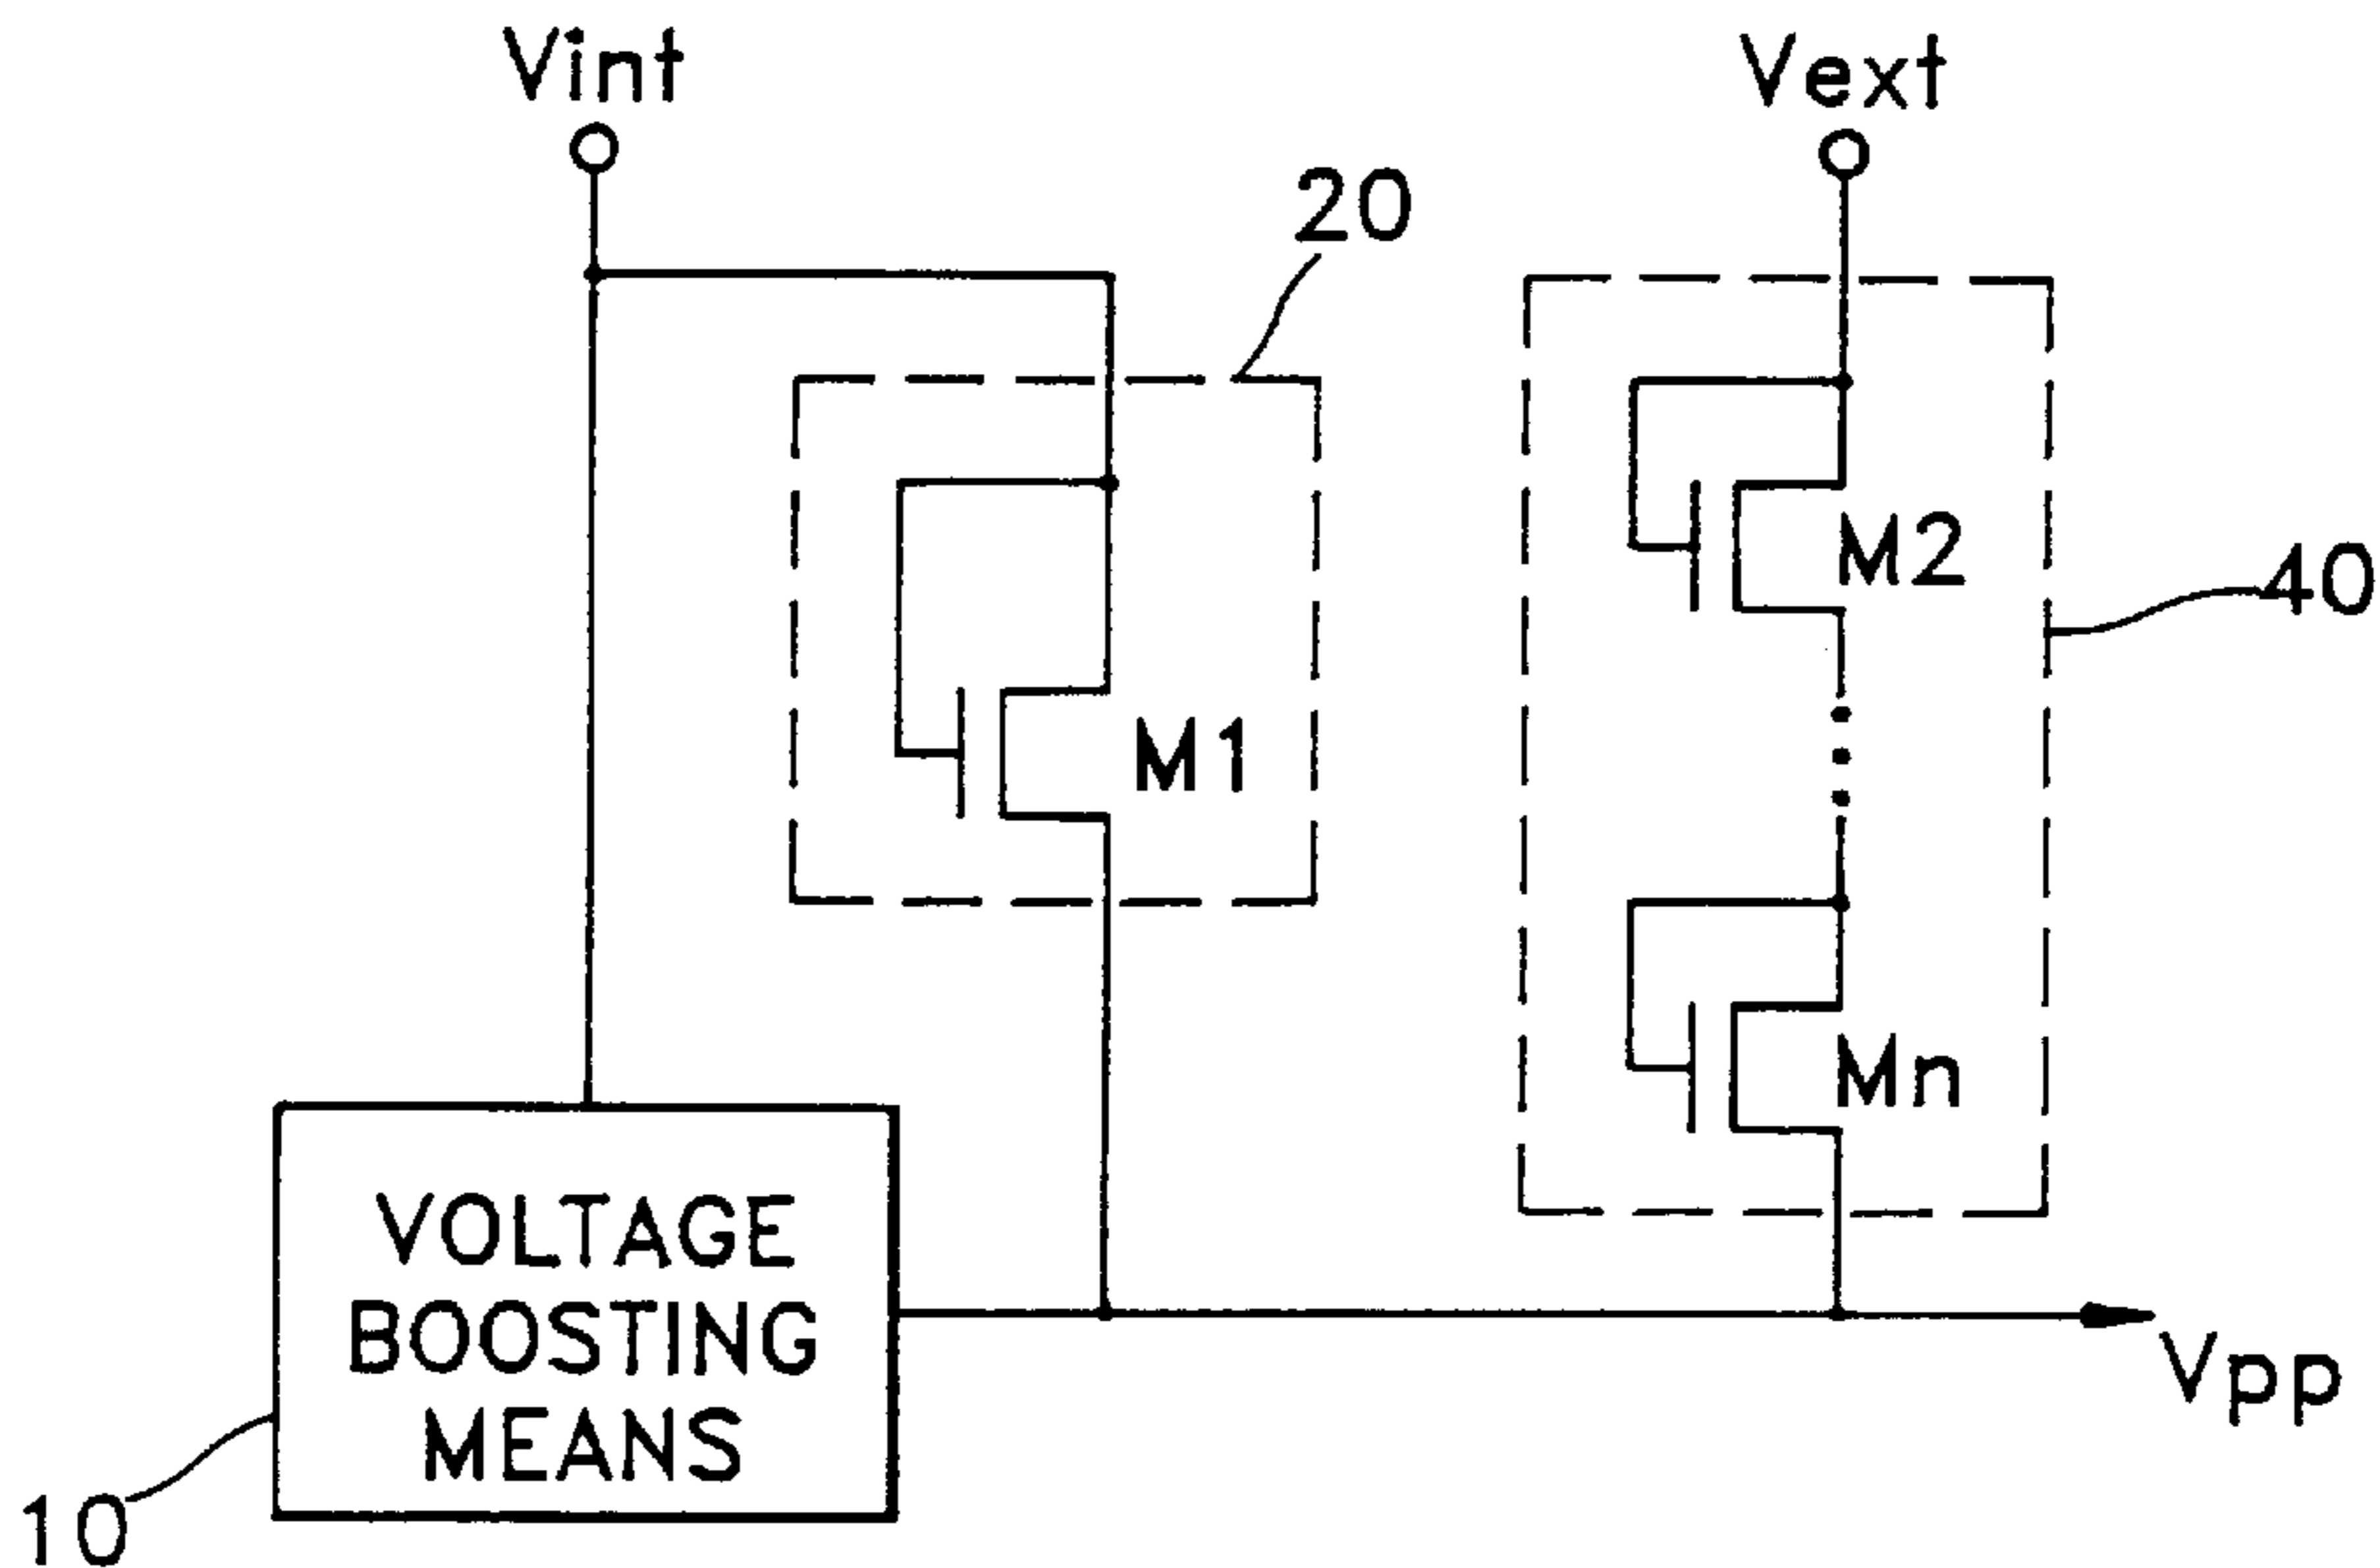 Vint
Vext
20
M2
40
M1
Mn
VOLTAGE
BOOSTING
MEANS
Vpp
10